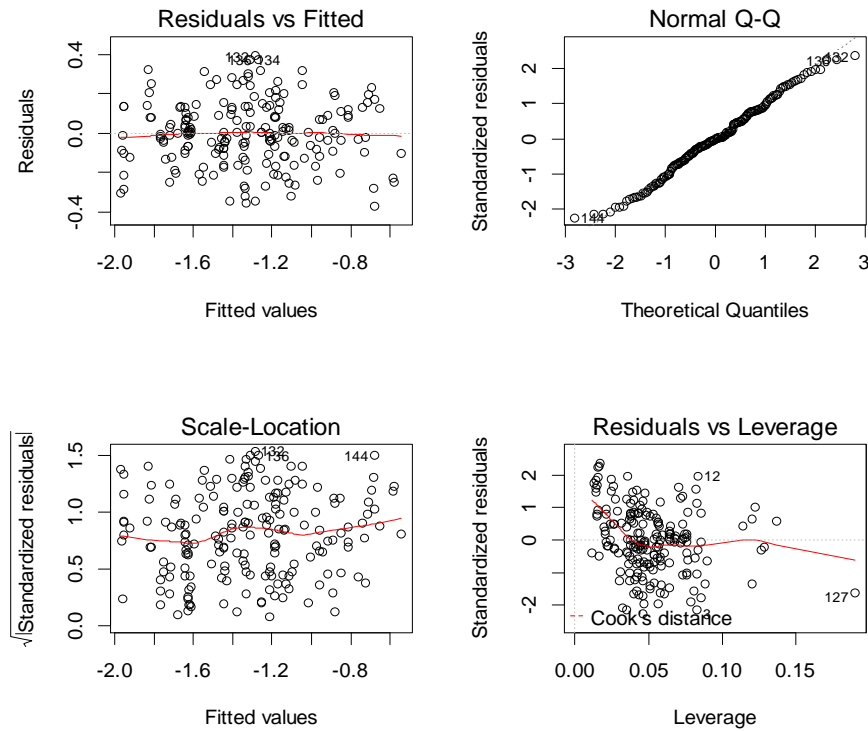 Residuals vs Fitted
Residuals
0.4
0.0
-0.4
132
136
134
-2.0 -1.6 -1.2 -0.8
Fitted values
Normal Q-Q
Standardized residuals
2
1
0
-1
-2
136
132
144
-3 -2 -1 0 1 2 3
Theoretical Quantiles
Scale-Location
√|Standardized residuals|
1.5
1.0
0.5
0.0
132
136
144
-2.0 -1.6 -1.2 -0.8
Fitted values
Residuals vs Leverage
Standardized residuals
2
1
0
-2
12
127
Cook's distance
0.00 0.05 0.10 0.15
Leverage